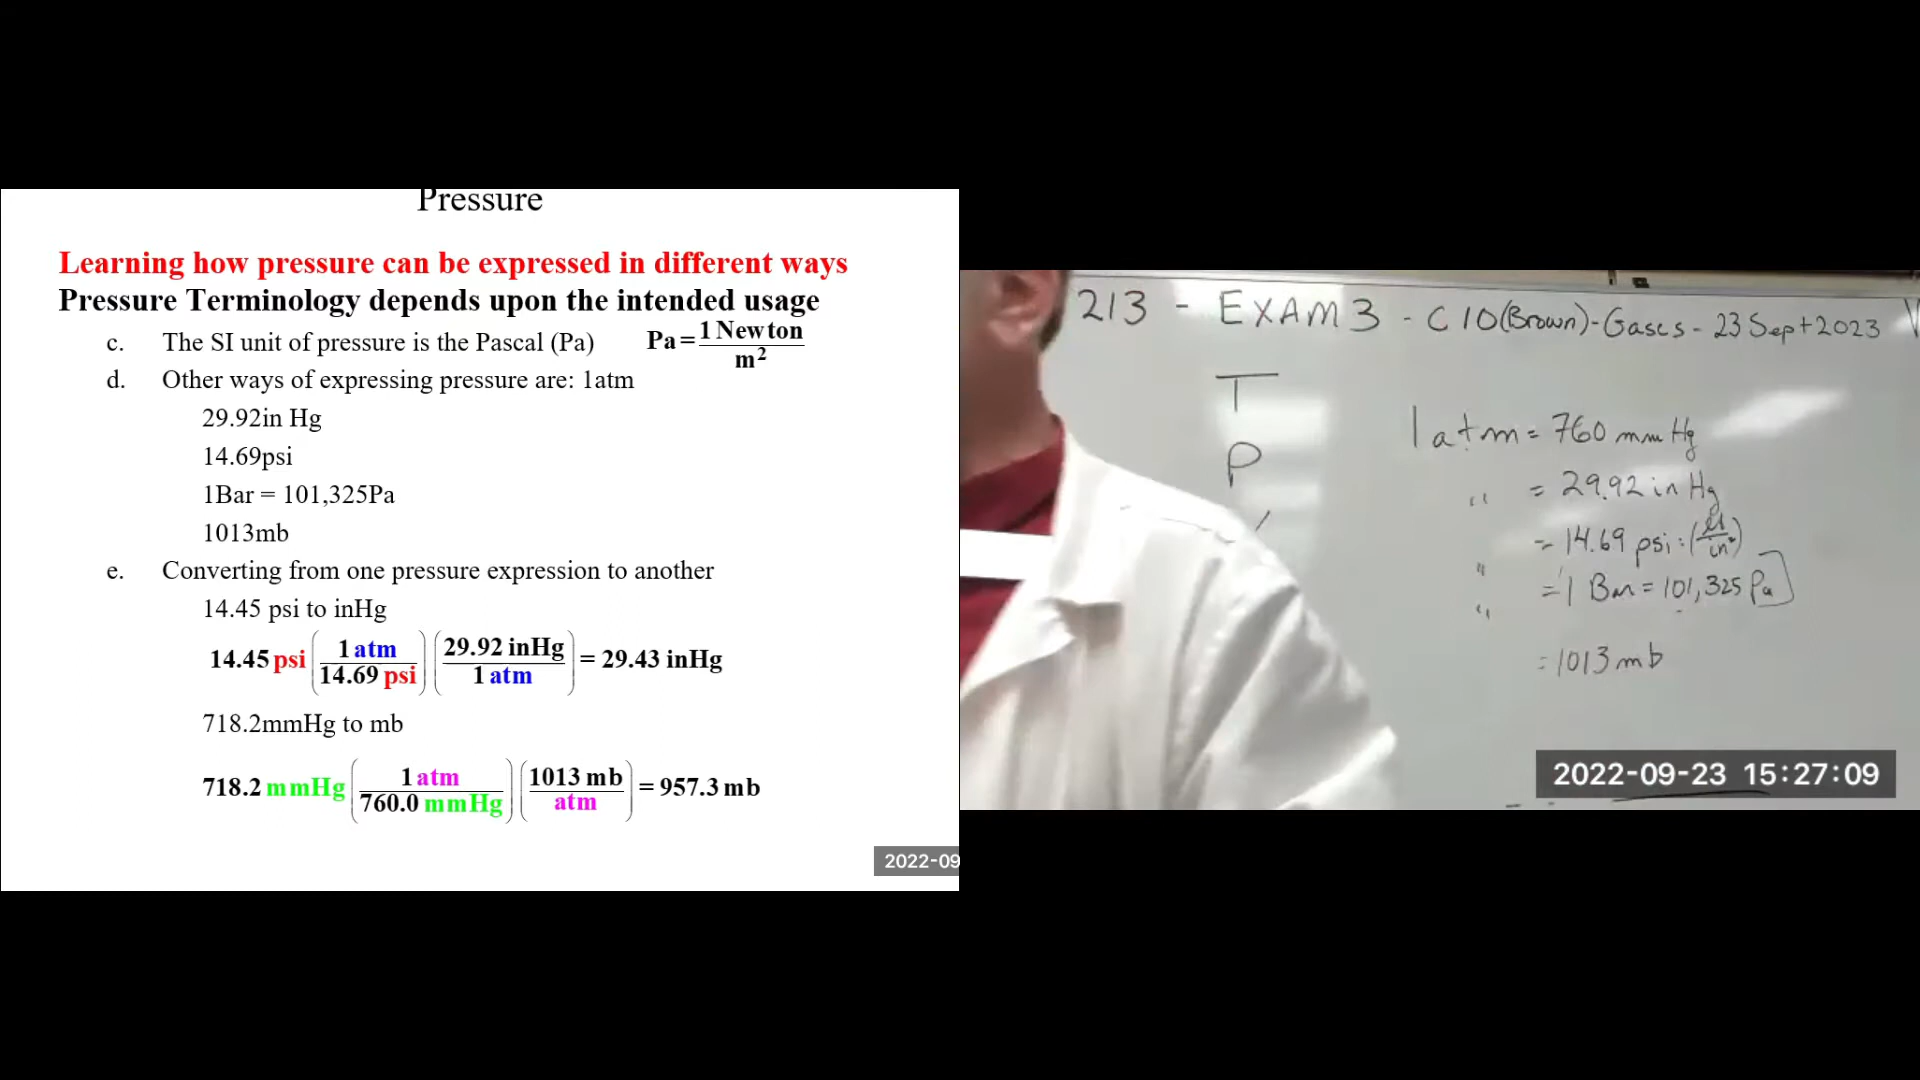 Pressure
Learning how pressure can be expressed in different ways
Pressure Terminology depends upon the intended usage
c. The SI unit of pressure is the Pascal (Pa) Pa = 1 Newton / m²
d. Other ways of expressing pressure are: 1atm
29.92in Hg
14.69psi
1Bar = 101,325Pa
1013mb
e. Converting from one pressure expression to another
14.45 psi to inHg
14.45 psi (1 atm / 14.69 psi) (29.92 inHg / 1 atm) = 29.43 inHg
718.2mmHg to mb
718.2 mmHg (1 atm / 760.0 mmHg) (1013 mb / atm) = 957.3 mb
2022-09
213 - EXAM 3 - C 10(Brown)-Gases - 23 Sept 2023
T
P
1 atm = 760 mm Hg
" = 29.92 in Hg
= 14.69 psi
" = 1 Bar = 101,325 Pa
"
= 1013 mb
2022-09-23 15:27:09